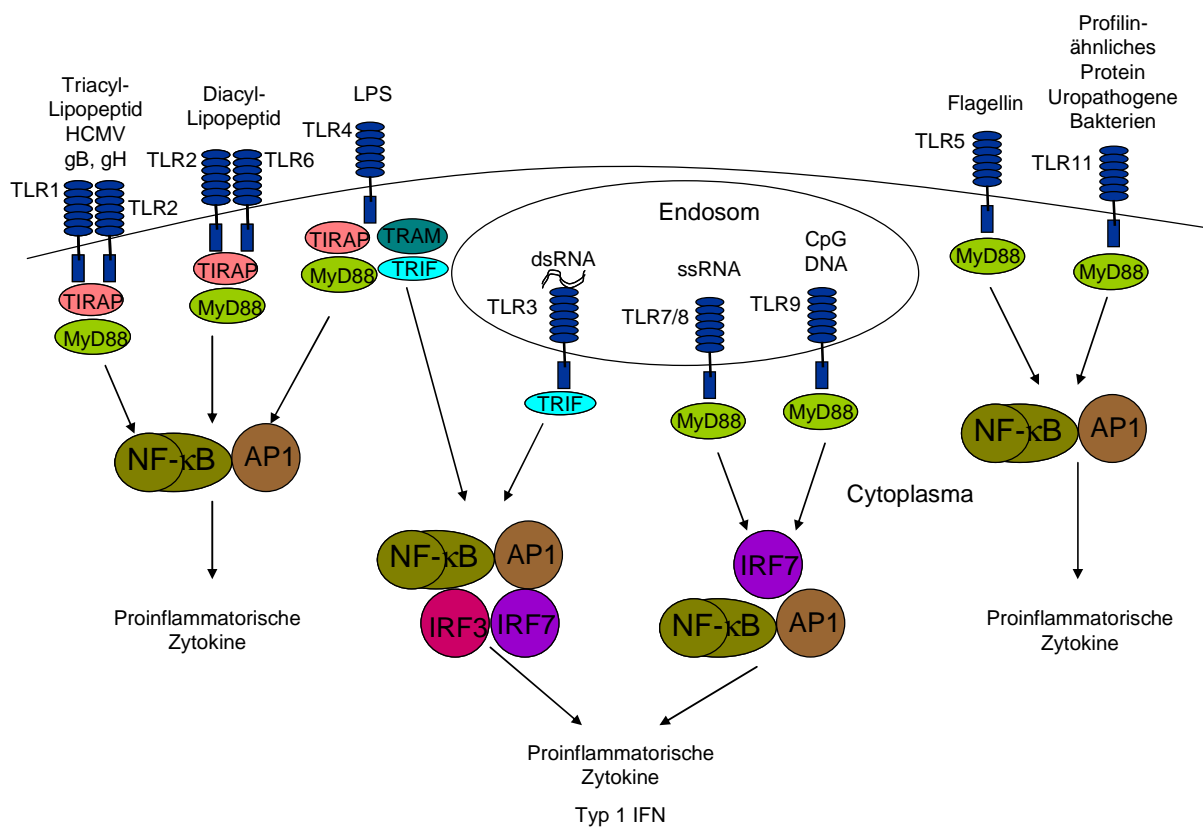 Triacyl-
Lipopeptid
HCMV
gB, gH
TLR1
TLR2
TIRAP
MyD88
Diacyl-
Lipopeptid
TLR2
TLR6
TIRAP
MyD88
LPS
TLR4
TIRAP
TRAM
MyD88
TRIF
Endosom
dsRNA
TLR3
TRIF
ssRNA
TLR7/8
MyD88
CpG
DNA
TLR9
MyD88
Flagellin
TLR5
MyD88
Profilin-
ähnliches
Protein
Uropathogene
Bakterien
TLR11
MyD88
NF-κB
AP1
Proinflammatorische
Zytokine
NF-κB
AP1
IRF3
IRF7
IRF7
NF-κB
AP1
Proinflammatorische
Zytokine
Typ 1 IFN
Cytoplasma
NF-κB
AP1
Proinflammatorische
Zytokine